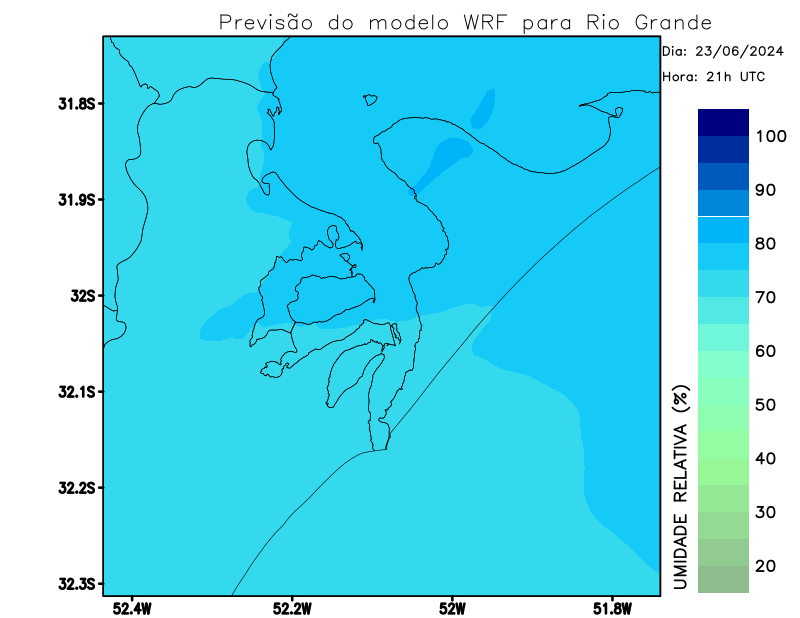 Previsão do modelo WRF para Rio Grande
Dia: 23/06/2024
Hora: 21h UTC
31.8S
31.9S
32S
32.1S
32.2S
32.3S
52.4W
52.2W
52W
51.8W
100
90
80
70
60
50
40
30
20
UMIDADE RELATIVA (%)